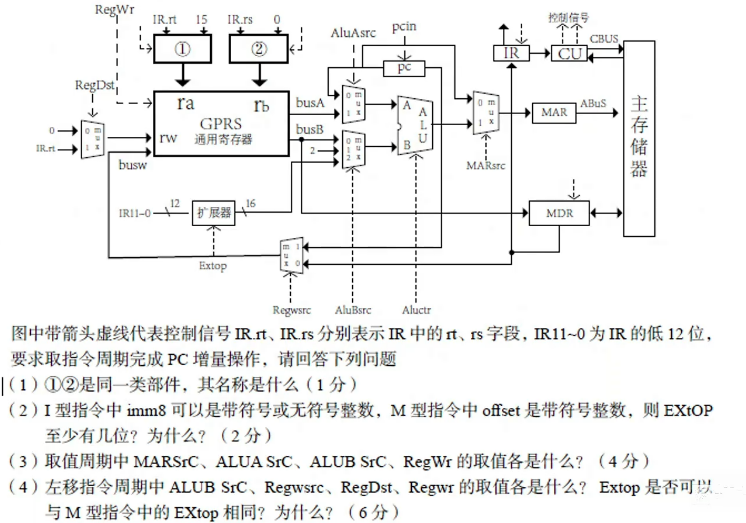 RegWr
IR.rt 15 IR.rs 0
① ②
AluAsrc
pcin
pc
控制信号
IR
CU
CBUS
RegDst
0
IR.rt
0 mux 1
rw
busw
ra rb
GPRS
通用寄存器
busA
busB
0 mux 1
2
0 mux 1 2
A ALU B
0 mux 1
MARsrc
MAR
ABuS
主存储器
MDR
IR11~0
12
扩展器
16
Extop
mux 1 0
Regwsrc AluBsrc Aluctr
图中带箭头虚线代表控制信号 IR.rt、IR.rs 分别表示 IR 中的 rt、rs 字段，IR11~0 为 IR 的低 12 位，
要求取指令周期完成 PC 增量操作，请回答下列问题
（1）①②是同一类部件，其名称是什么（1 分）
（2）I 型指令中 imm8 可以是带符号或无符号整数，M 型指令中 offset 是带符号整数，则 EXtOP
至少有几位？为什么？（2 分）
（3）取值周期中 MARSrC、ALUA SrC、ALUB SrC、RegWr 的取值各是什么？（4 分）
（4）左移指令周期中 ALUB SrC、Regwsrc、RegDst、Regwr 的取值各是什么？ Extop 是否可以
与 M 型指令中的 EXtop 相同？为什么？（6 分）